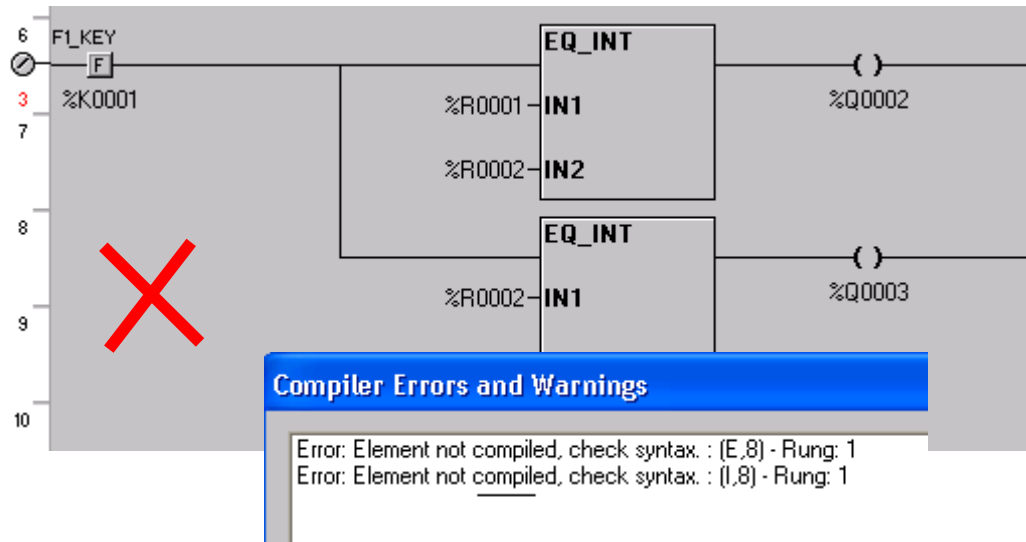 6 F1_KEY EQ_INT
F ( )
3 %K0001 %R0001 IN1 %Q0002
7
%R0002 IN2
8 EQ_INT
( )
%R0002 IN1 %Q0003
9
Compiler Errors and Warnings
10
Error: Element not compiled, check syntax. : (E,8) - Rung: 1
Error: Element not compiled, check syntax. : (I,8) - Rung: 1